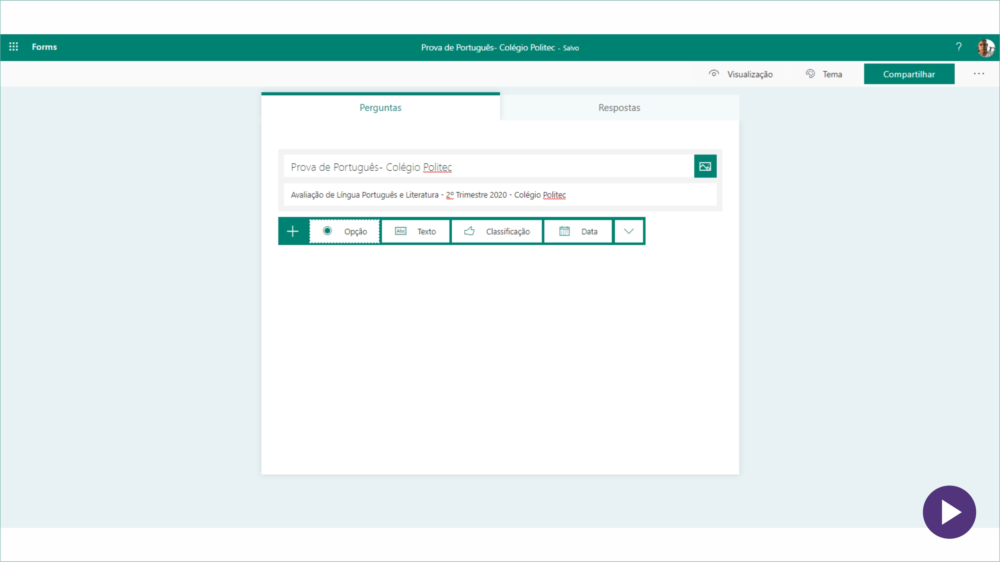 Forms
Prova de Português- Colégio Politec - Salvo
?
Visualização
Tema
Compartilhar
...
Perguntas
Respostas
Prova de Português- Colégio Politec
Avaliação de Língua Português e Literatura - 2º Trimestre 2020 - Colégio Politec
Opção
Abc
Texto
Classificação
Data